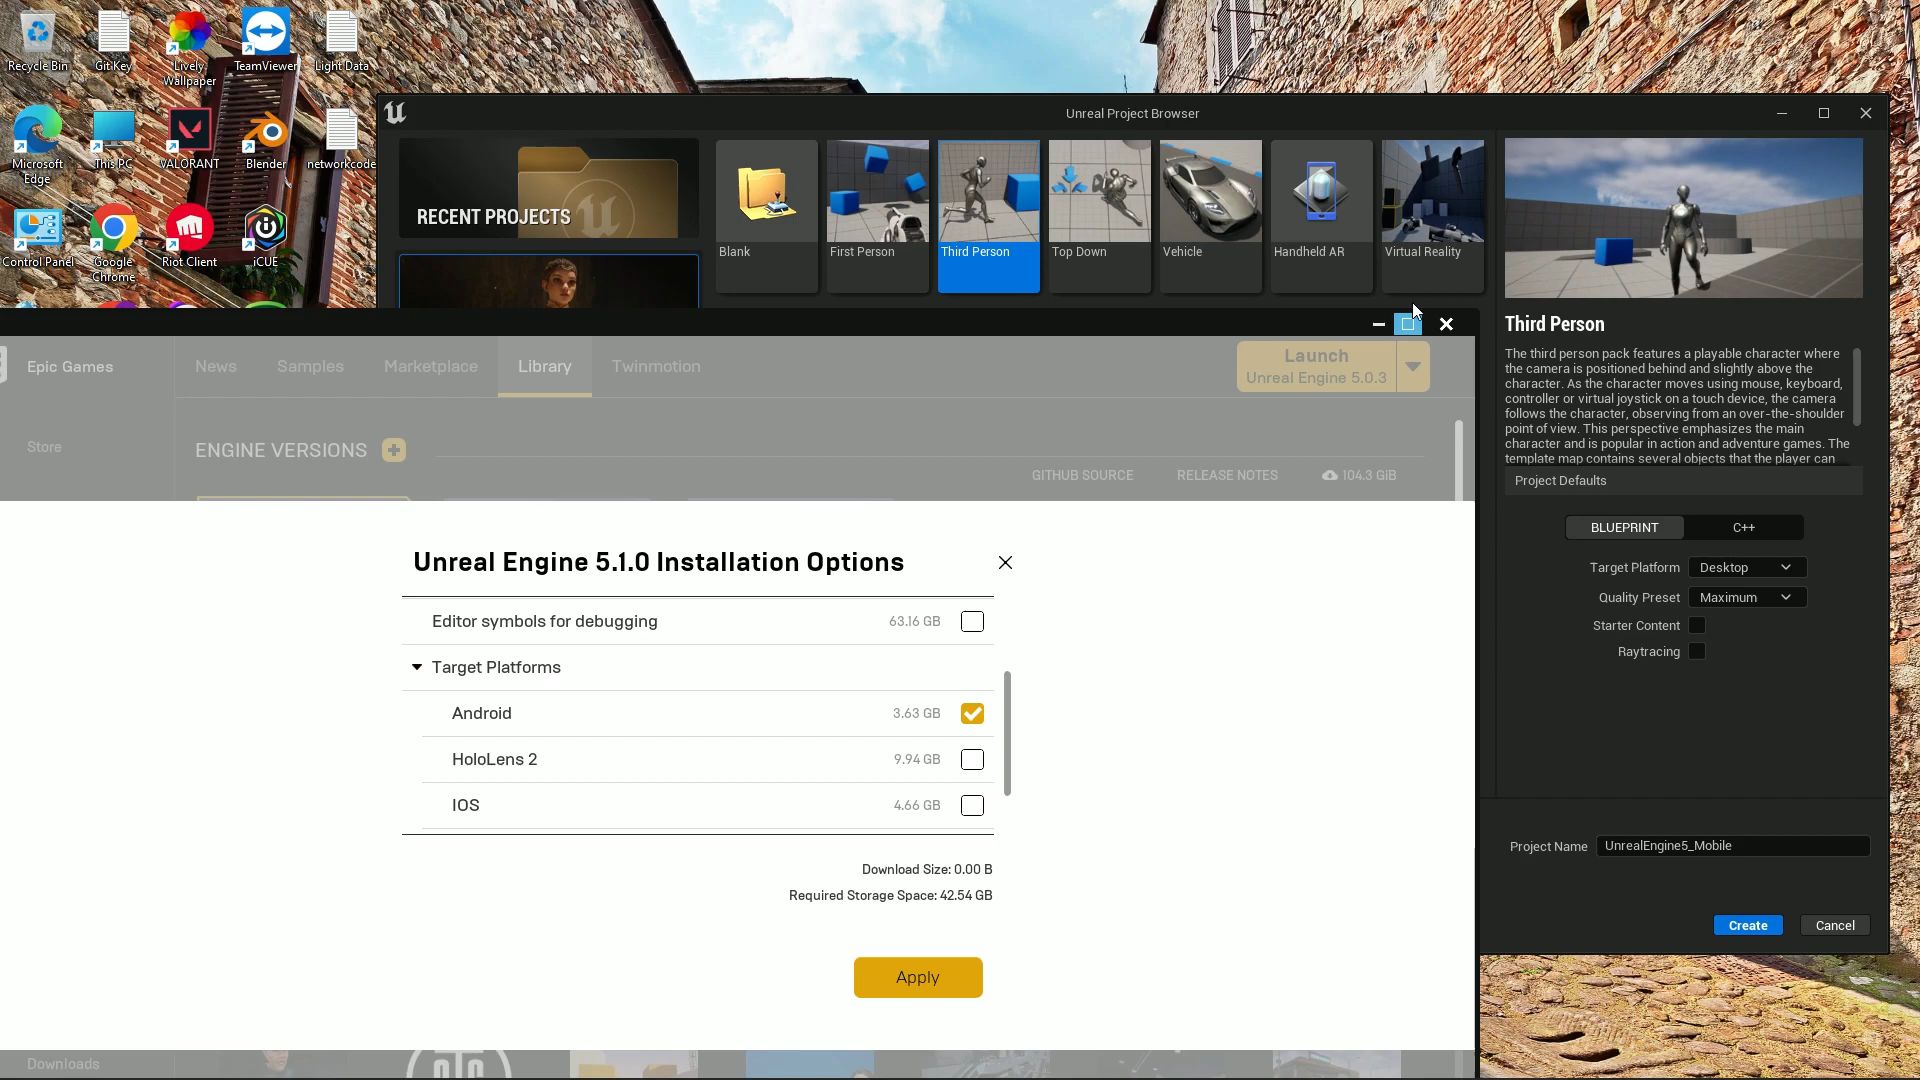 Recycle Bin
Git Key
Lively
Wallpaper
TeamViewer
Light Data
Microsoft
Edge
This PC
VALORANT
Blender
networkcode
Control Panel
Google
Chrome
Riot Client
iCUE
Unreal Project Browser
RECENT PROJECTS
Blank
First Person
Third Person
Top Down
Vehicle
Handheld AR
Virtual Reality
Third Person
The third person pack features a playable character where
the camera is positioned behind and slightly above the
character. As the character moves using mouse, keyboard,
controller or virtual joystick on a touch device, the camera
follows the character, observing from an over-the-shoulder
point of view. This perspective emphasizes the main
character and is popular in action and adventure games. The
template map contains several objects that the player can
Project Defaults
BLUEPRINT
C++
Target Platform
Desktop
Quality Preset
Maximum
Starter Content
Raytracing
Project Name
UnrealEngine5_Mobile
Create
Cancel
Epic Games
News
Samples
Marketplace
Library
Twinmotion
Launch
Unreal Engine 5.0.3
Store
ENGINE VERSIONS
GITHUB SOURCE
RELEASE NOTES
104.3 GiB
Unreal Engine 5.1.0 Installation Options
Editor symbols for debugging
63.16 GB
Target Platforms
Android
3.63 GB
HoloLens 2
9.94 GB
IOS
4.66 GB
Download Size: 0.00 B
Required Storage Space: 42.54 GB
Apply
Downloads